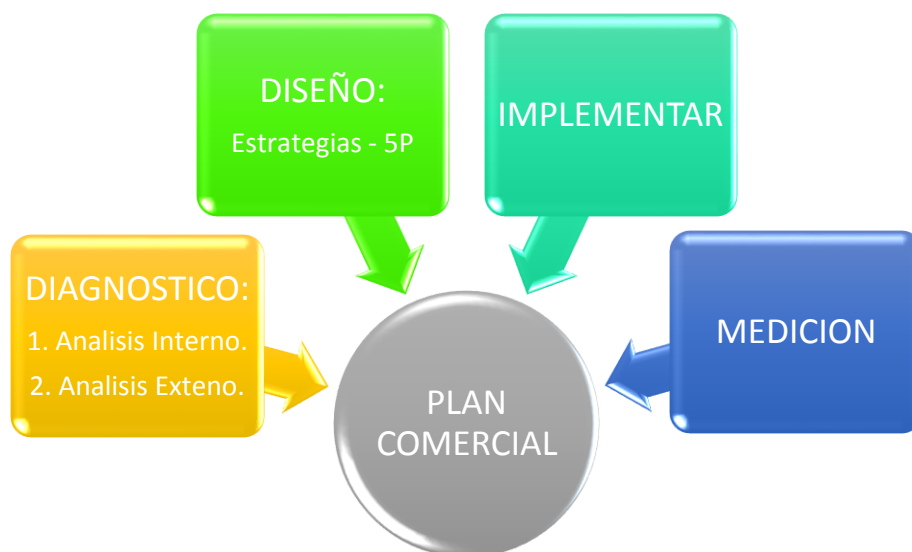 DIAGNOSTICO:
1. Analisis Interno.
2. Analisis Exteno.
DISEÑO:
Estrategias - 5P
IMPLEMENTAR
MEDICION
PLAN
COMERCIAL